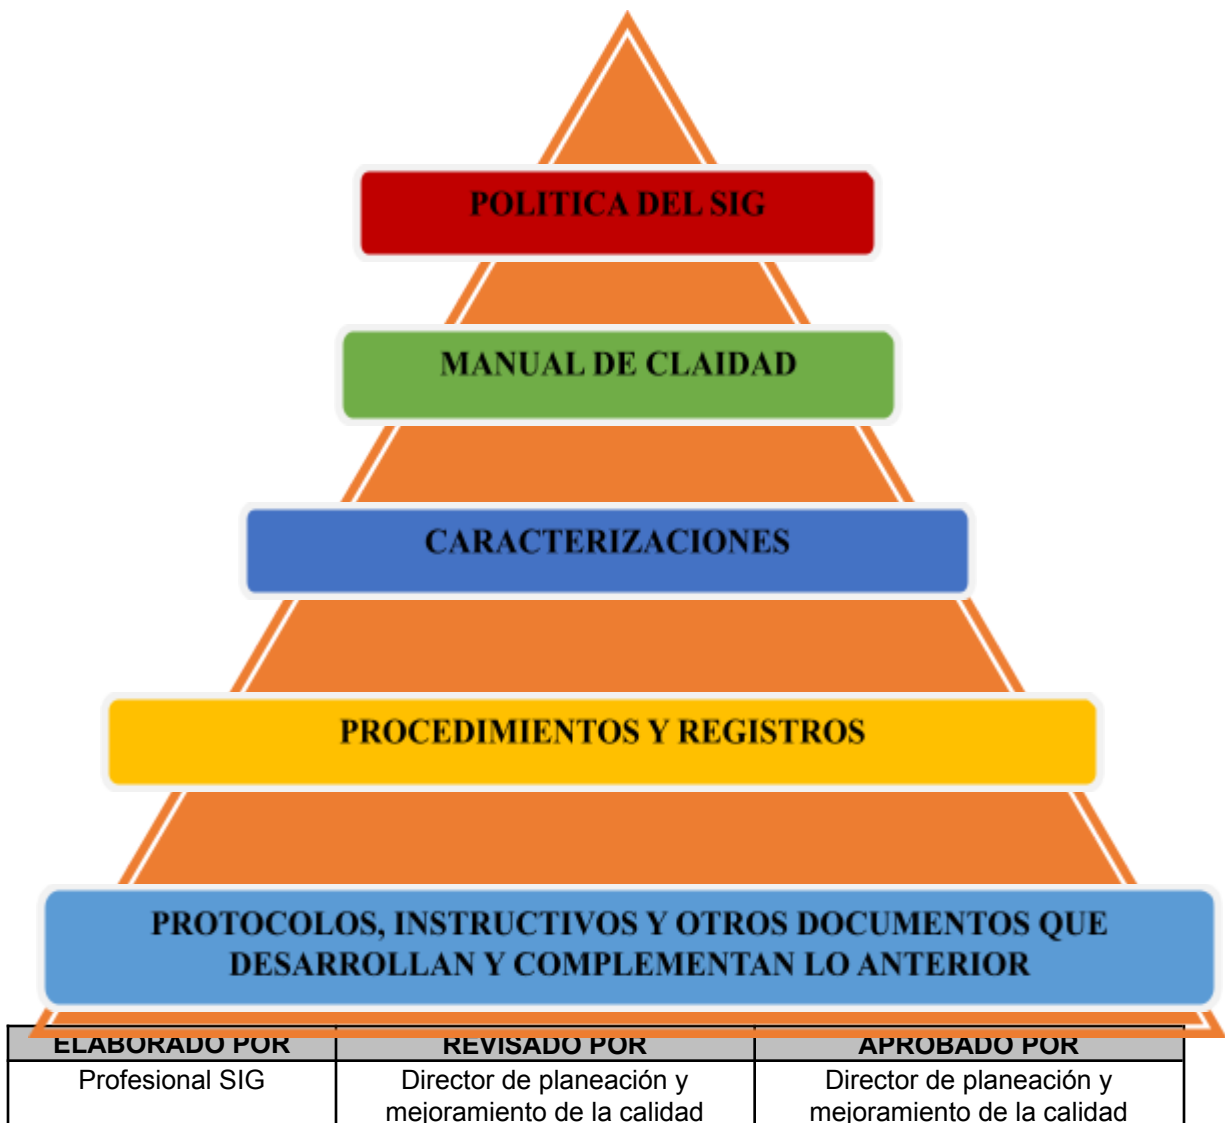 POLITICA DEL SIG
MANUAL DE CLAIDAD
CARACTERIZACIONES
PROCEDIMIENTOS Y REGISTROS
PROTOCOLOS, INSTRUCTIVOS Y OTROS DOCUMENTOS QUE
DESARROLLAN Y COMPLEMENTAN LO ANTERIOR
ELABORADO POR REVISADO POR APROBADO POR
Profesional SIG Director de planeación y Director de planeación y
mejoramiento de la calidad mejoramiento de la calidad